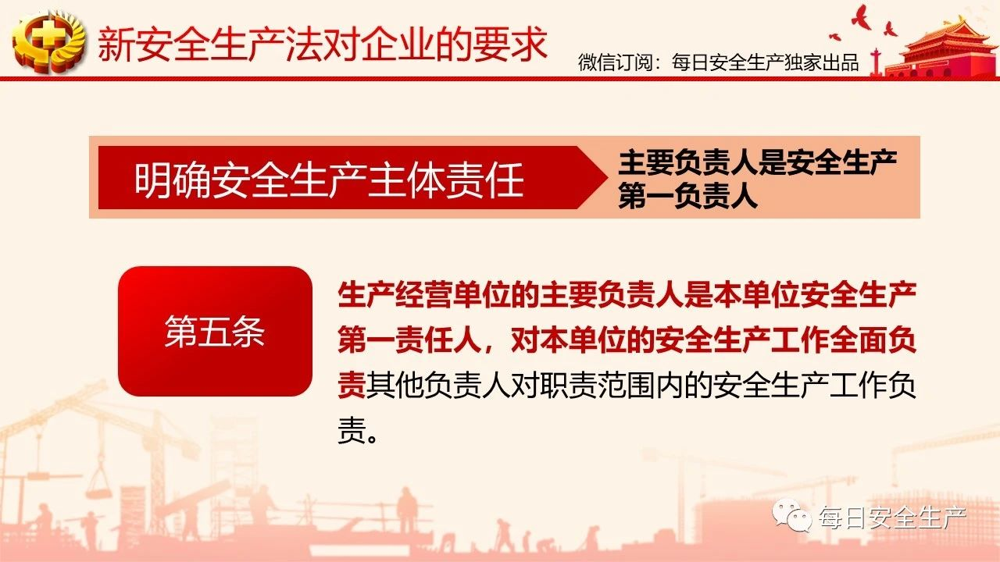 新安全生产法对企业的要求
微信订阅：每日安全生产独家出品
明确安全生产主体责任
主要负责人是安全生产
第一负责人
第五条
生产经营单位的主要负责人是本单位安全生产
第一责任人，对本单位的安全生产工作全面负
责其他负责人对职责范围内的安全生产工作负
责。
每日安全生产